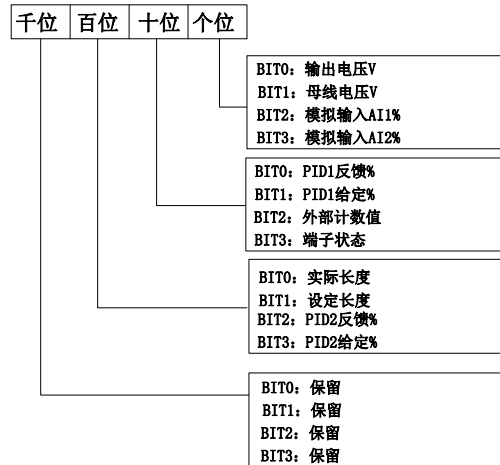 千位 百位 十位 个位
BIT0: 输出电压V
BIT1: 母线电压V
BIT2: 模拟输入AI1%
BIT3: 模拟输入AI2%
BIT0: PID1反馈%
BIT1: PID1给定%
BIT2: 外部计数值
BIT3: 端子状态
BIT0: 实际长度
BIT1: 设定长度
BIT2: PID2反馈%
BIT3: PID2给定%
BIT0: 保留
BIT1: 保留
BIT2: 保留
BIT3: 保留